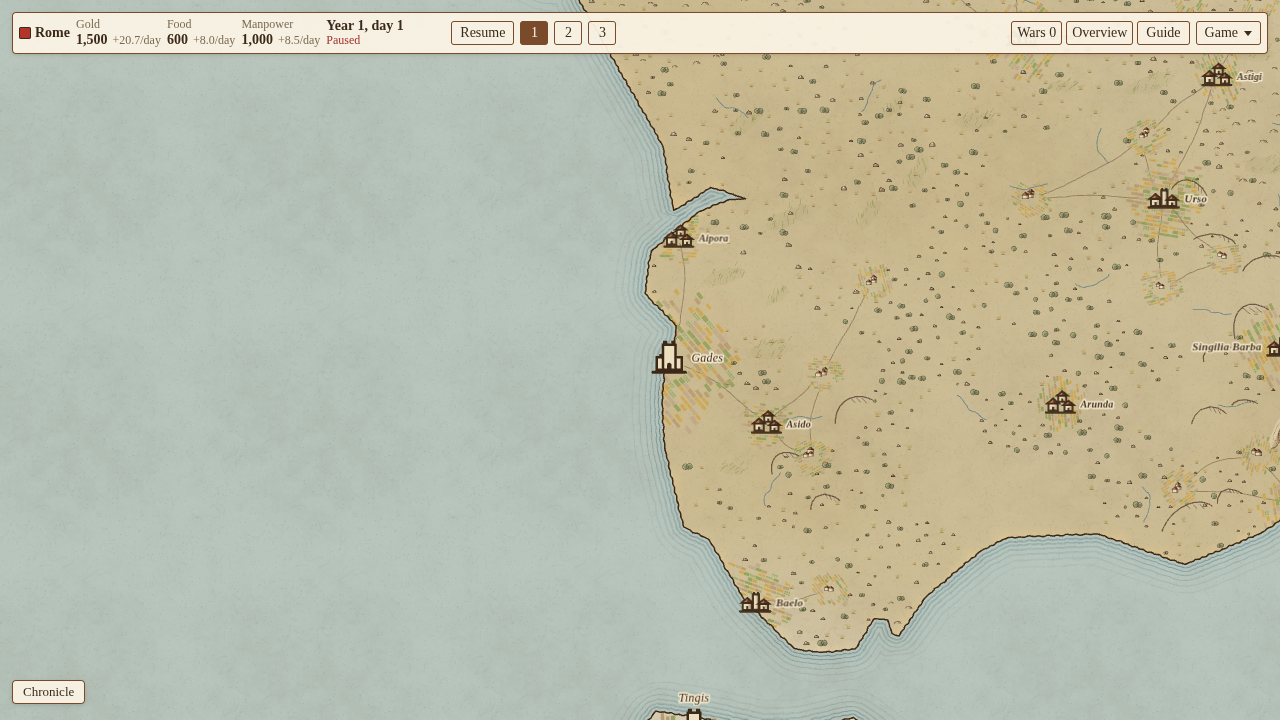 Rome
Gold
1,500 +20.7/day
Food
600 +8.0/day
Manpower
1,000 +8.5/day
Year 1, day 1
Paused
Resume
1
2
3
Wars 0
Overview
Guide
Game
Astigi
Urso
Aipora
Singilia Barba
Gades
Arunda
Asido
Baelo
Chronicle
Tingis